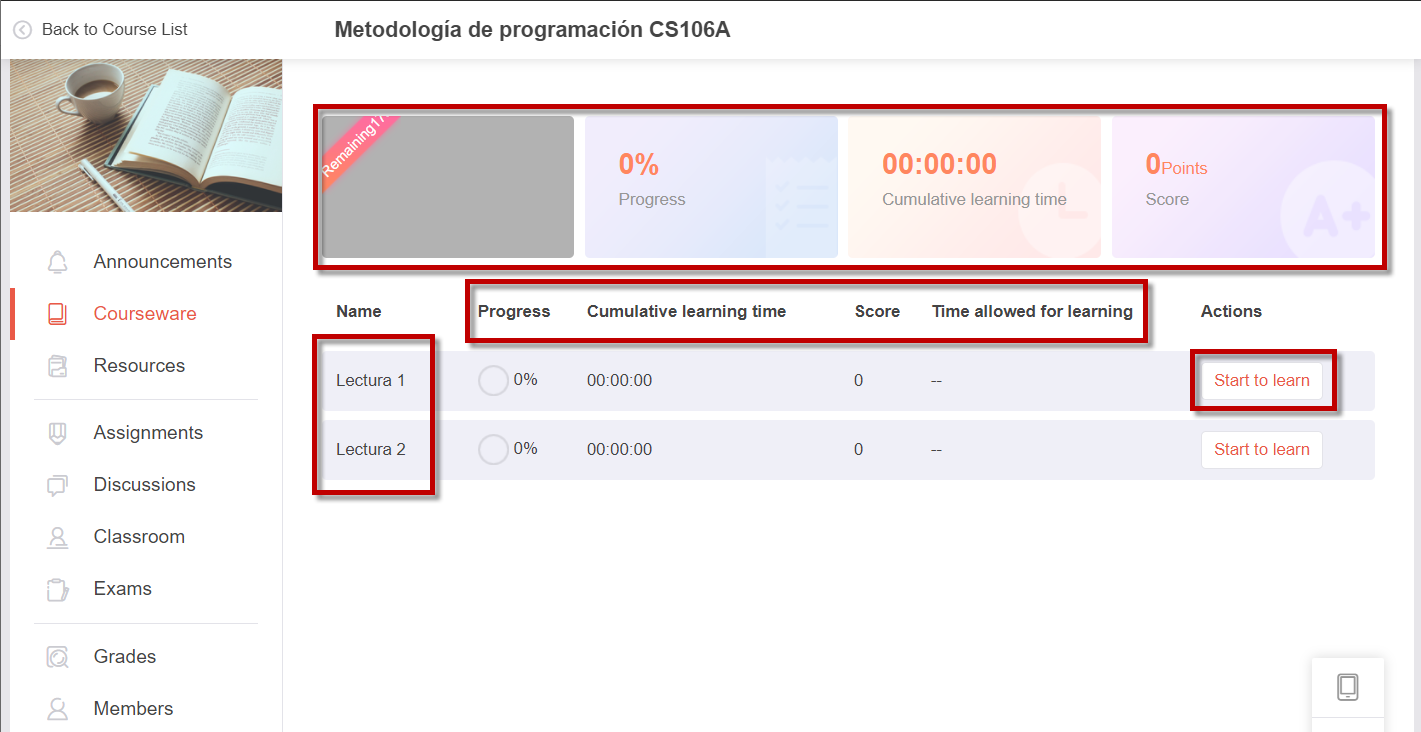 Back to Course List
Metodología de programación CS106A
0%
Progress
00:00:00
Cumulative learning time
0Points
Score
A+
Announcements
Courseware
Resources
Assignments
Discussions
Classroom
Exams
Grades
Members
Name Progress Cumulative learning time Score Time allowed for learning Actions
Lectura 1 0% 00:00:00 0 -- Start to learn
Lectura 2 0% 00:00:00 0 -- Start to learn